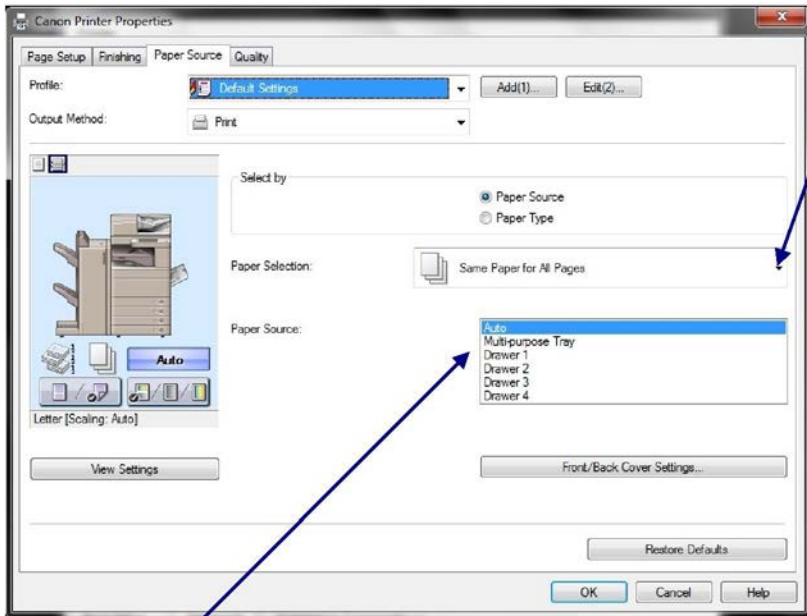 Canon Printer Properties
Page Setup Finishing Paper Source Quality
Profile: Default Settings Add(1)... Edit(2)...
Output Method: Print
Select by
Paper Source
Paper Type
Paper Selection: Same Paper for All Pages
Paper Source: Auto
Multi-purpose Tray
Drawer 1
Drawer 2
Drawer 3
Drawer 4
Auto
Letter [Scaling: Auto]
View Settings Front/Back Cover Settings...
Restore Defaults
OK Cancel Help